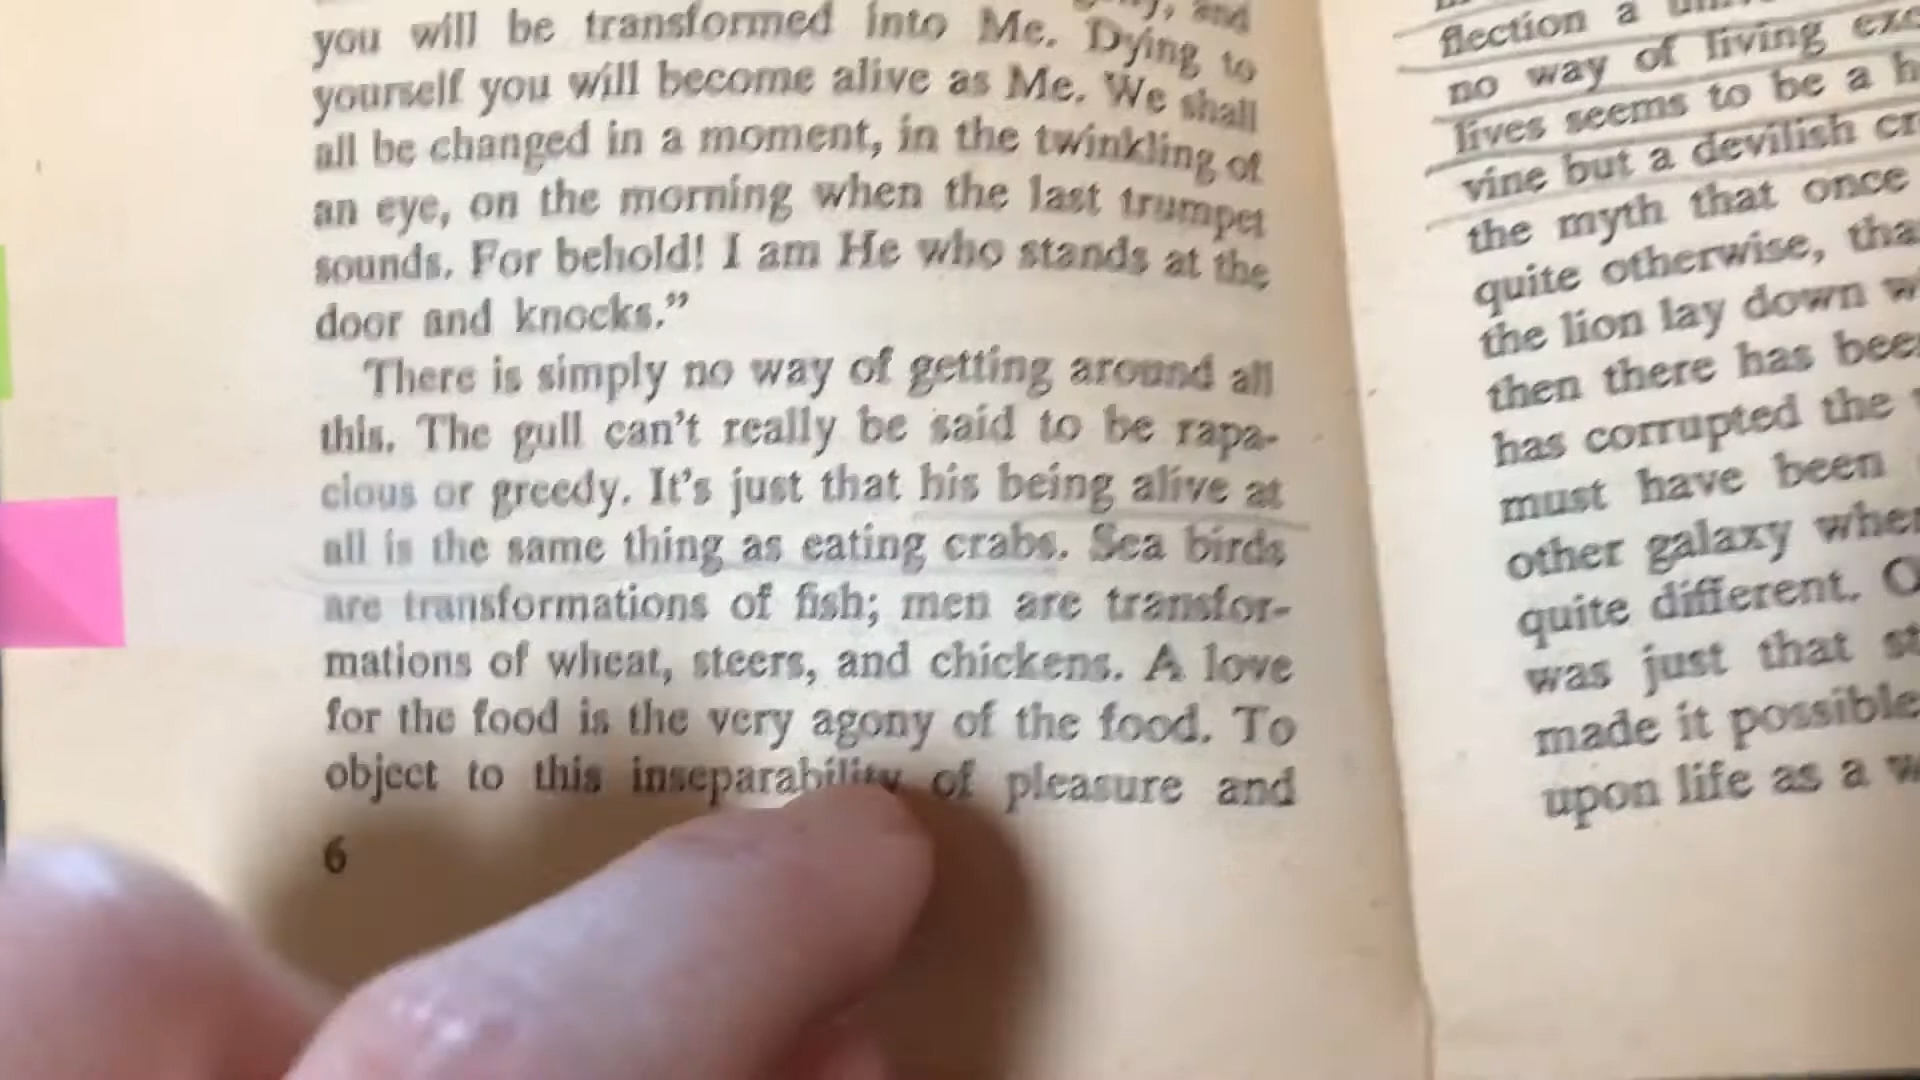 and
you will be transformed into Me. Dying to
yourself you will become alive as Me. We shall
all be changed in a moment, in the twinkling of
an eye, on the morning when the last trumpet
sounds. For behold! I am He who stands at the
door and knocks.”
There is simply no way of getting around all
this. The gull can’t really be said to be rapa-
cious or greedy. It’s just that his being alive at
all is the same thing as eating crabs. Sea birds
are transformations of fish; men are transfor-
mations of wheat, steers, and chickens. A love
for the food is the very agony of the food. To
object to this inseparability of pleasure and
6
flection a
no way of living
lives seems to be a
vine but a devilish
the myth that once
quite otherwise,
the lion lay down
then there has
has corrupted the
must have been
other galaxy
quite different.
was just that
made it possible
upon life as a